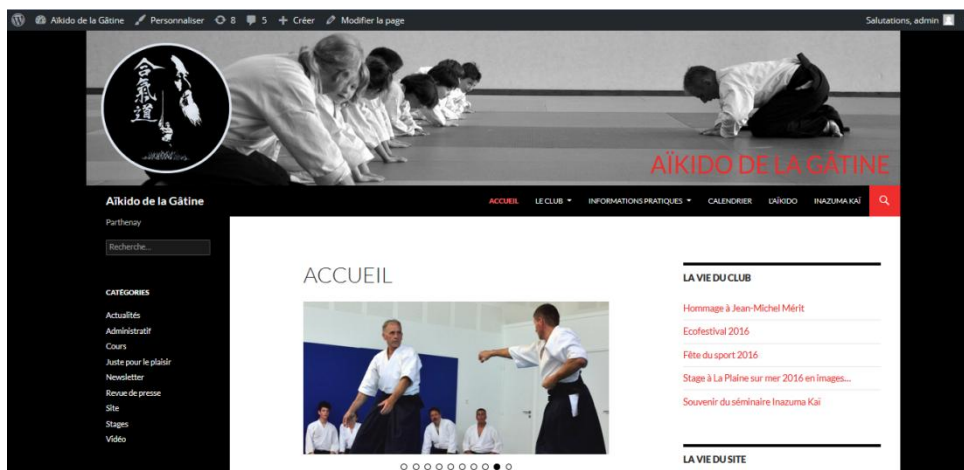 Aïkido de la Gâtine Personnaliser 8 5 + Créer Modifier la page Salutations, admin
合氣道
AÏKIDO DE LA GÂTINE
Aïkido de la Gâtine
ACCUEIL LE CLUB INFORMATIONS PRATIQUES CALENDRIER L'AÏKIDO INAZUMA KAÏ
Parthenay
Recherche...
CATÉGORIES
Actualités
Administratif
Cours
Juste pour le plaisir
Newsletter
Revue de presse
Site
Stages
Vidéo
ACCUEIL
LA VIE DU CLUB
Hommage à Jean-Michel Mérit
Ecofestival 2016
Fête du sport 2016
Stage à La Plaine sur mer 2016 en images...
Souvenir du séminaire Inazuma Kaï
LA VIE DU SITE